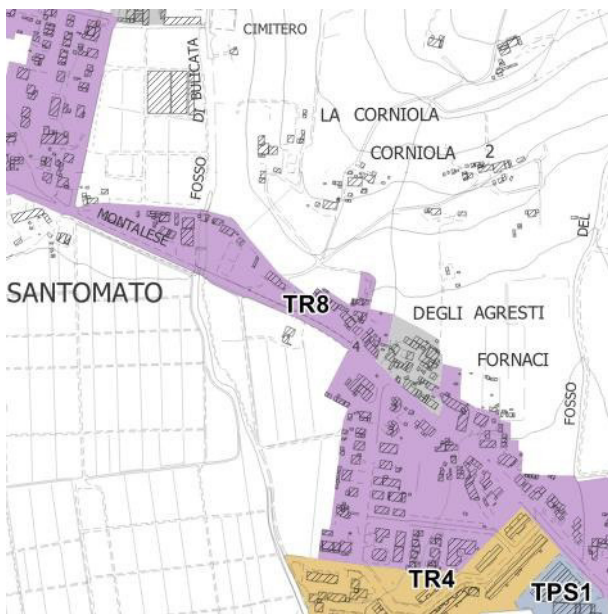 CIMITERO
DI BULICATA
FOSSO
LA CORNIOLA
CORNIOLA 2
MONTALESE
DEL
FOSSO
SANTOMATO
TR8
DEGLI AGRESTI
FORNACI
TR4
TPS1